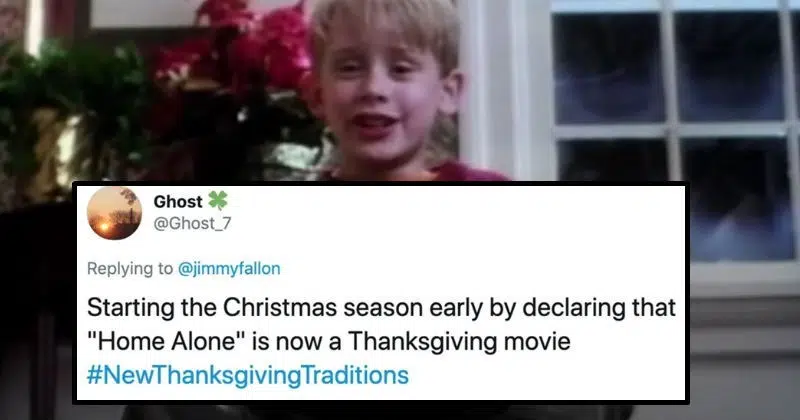 Ghost 🍀
@Ghost_7
Replying to @jimmyfallon
Starting the Christmas season early by declaring that
"Home Alone" is now a Thanksgiving movie
#NewThanksgivingTraditions